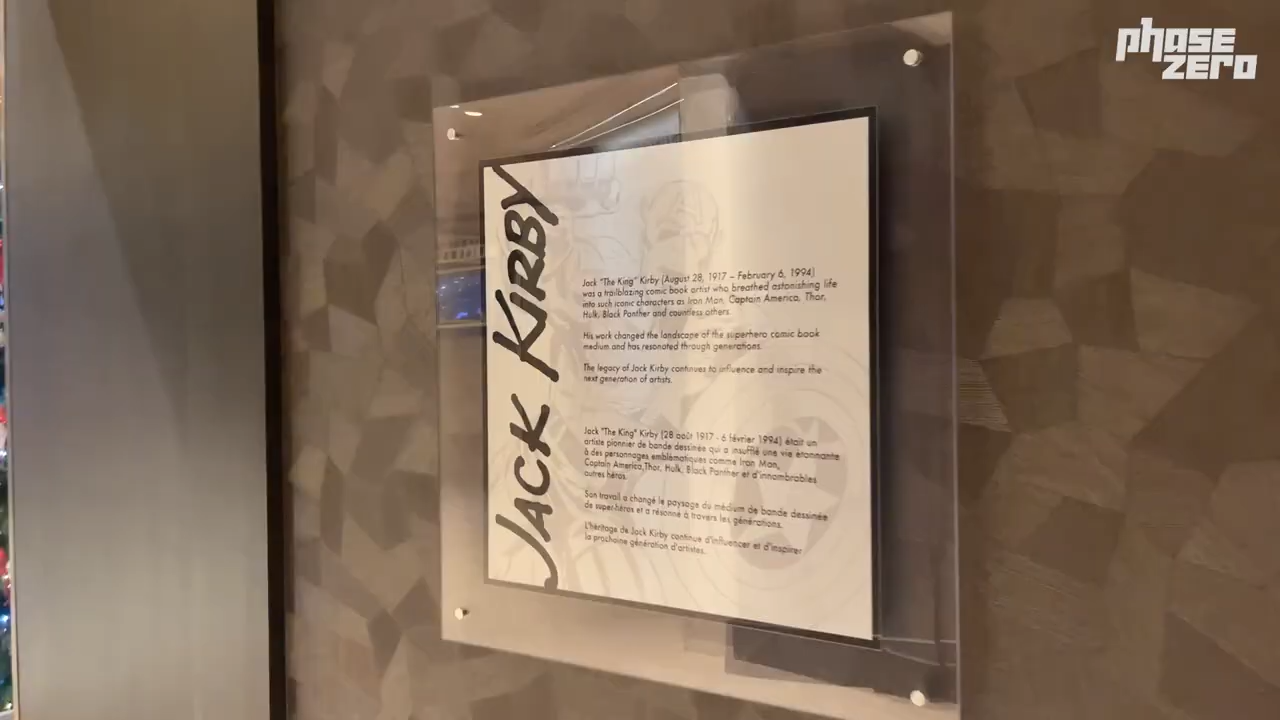 phase
zero
JACK KIRBY
Jack "The King" Kirby (August 28, 1917 – February 6, 1994)
was a trailblazing comic book artist who breathed astonishing life
into such iconic characters as Iron Man, Captain America, Thor,
Hulk, Black Panther and countless others.
His work changed the landscape of the superhero comic book
medium and has resonated through generations.
The legacy of Jack Kirby continues to influence and inspire the
next generation of artists.
Jack "The King" Kirby (28 août 1917 - 6 février 1994) était un
artiste pionnier de bande dessinée qui a insufflé une vie étonnante
à des personnages emblématiques comme Iron Man,
Captain America,Thor, Hulk, Black Panther et d'innombrables
autres héros.
Son travail a changé le paysage du médium de bande dessinée
de super-héros et a résonné à travers les générations.
L'héritage de Jack Kirby continue d'influencer et d'inspirer
la prochaine génération d'artistes.